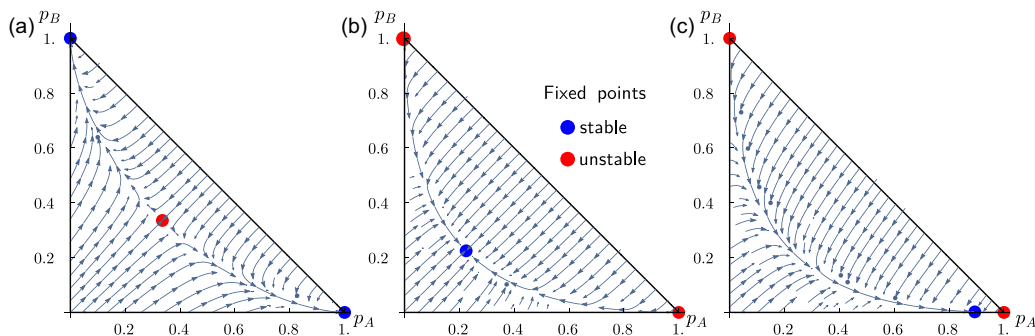 (a) p_B (b) p_B (c) p_B
1. 1. 1.
0.8 0.8 0.8
Fixed points
0.6 stable 0.6 0.6
unstable
0.4 0.4 0.4
0.2 0.2 0.2
0.2 0.4 0.6 0.8 1. p_A 0.2 0.4 0.6 0.8 1. p_A 0.2 0.4 0.6 0.8 1. p_A